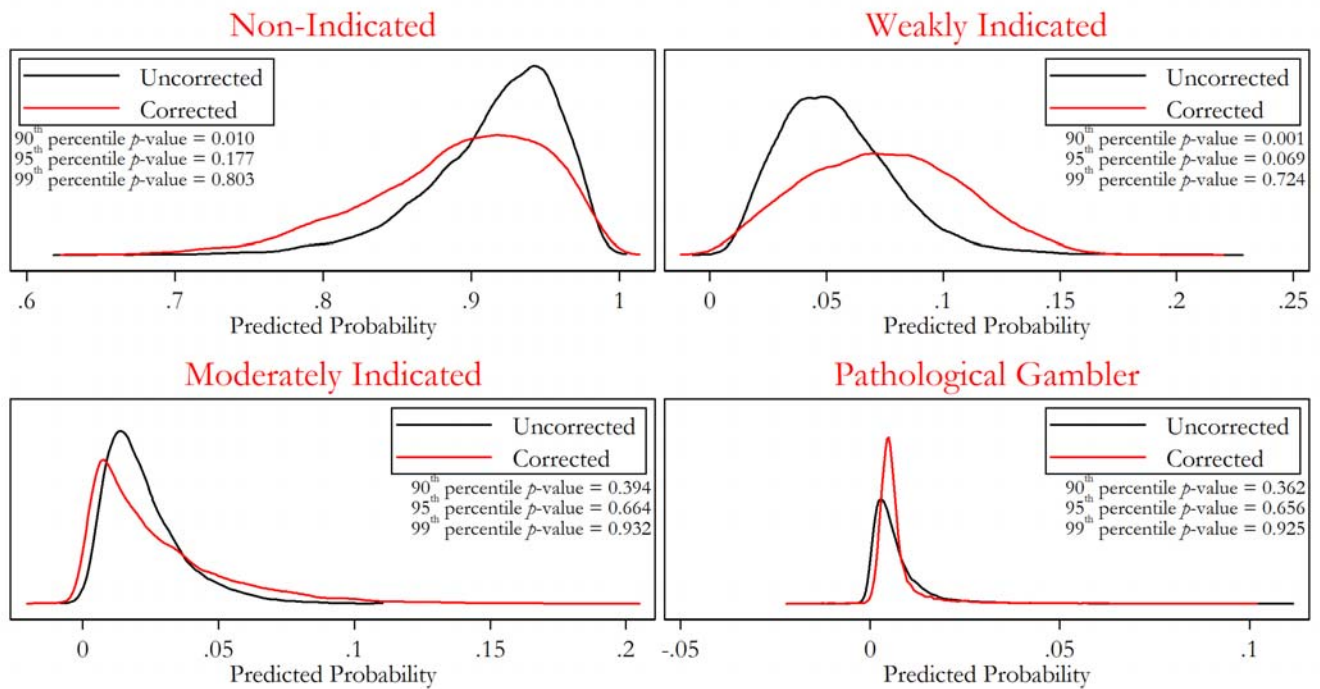 Non-Indicated
Uncorrected
Corrected
90th percentile p-value = 0.010
95th percentile p-value = 0.177
99th percentile p-value = 0.803
.6 .7 .8 .9 1
Predicted Probability
Weakly Indicated
Uncorrected
Corrected
90th percentile p-value = 0.001
95th percentile p-value = 0.069
99th percentile p-value = 0.724
0 .05 .1 .15 .2 .25
Predicted Probability
Moderately Indicated
Uncorrected
Corrected
90th percentile p-value = 0.394
95th percentile p-value = 0.664
99th percentile p-value = 0.932
0 .05 .1 .15 .2
Predicted Probability
Pathological Gambler
Uncorrected
Corrected
90th percentile p-value = 0.362
95th percentile p-value = 0.656
99th percentile p-value = 0.925
-.05 0 .05 .1
Predicted Probability